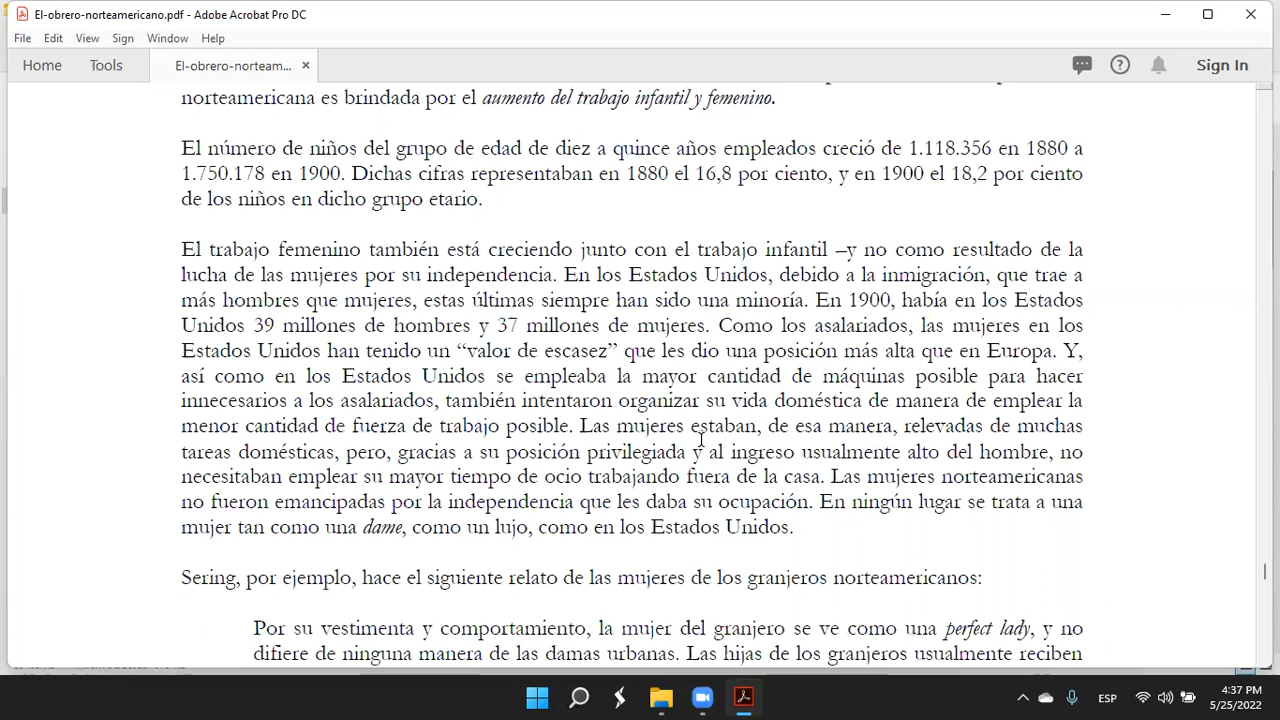 El-obrero-norteamericano.pdf - Adobe Acrobat Pro DC
File Edit View Sign Window Help
Home Tools El-obrero-norteam... × Sign In
norteamericana es brindada por el aumento del trabajo infantil y femenino.
El número de niños del grupo de edad de diez a quince años empleados creció de 1.118.356 en 1880 a
1.750.178 en 1900. Dichas cifras representaban en 1880 el 16,8 por ciento, y en 1900 el 18,2 por ciento
de los niños en dicho grupo etario.
El trabajo femenino también está creciendo junto con el trabajo infantil –y no como resultado de la
lucha de las mujeres por su independencia. En los Estados Unidos, debido a la inmigración, que trae a
más hombres que mujeres, estas últimas siempre han sido una minoría. En 1900, había en los Estados
Unidos 39 millones de hombres y 37 millones de mujeres. Como los asalariados, las mujeres en los
Estados Unidos han tenido un “valor de escasez” que les dio una posición más alta que en Europa. Y,
así como en los Estados Unidos se empleaba la mayor cantidad de máquinas posible para hacer
innecesarios a los asalariados, también intentaron organizar su vida doméstica de manera de emplear la
menor cantidad de fuerza de trabajo posible. Las mujeres estaban, de esa manera, relevadas de muchas
tareas domésticas, pero, gracias a su posición privilegiada y al ingreso usualmente alto del hombre, no
necesitaban emplear su mayor tiempo de ocio trabajando fuera de la casa. Las mujeres norteamericanas
no fueron emancipadas por la independencia que les daba su ocupación. En ningún lugar se trata a una
mujer tan como una dame, como un lujo, como en los Estados Unidos.
Sering, por ejemplo, hace el siguiente relato de las mujeres de los granjeros norteamericanos:
Por su vestimenta y comportamiento, la mujer del granjero se ve como una perfect lady, y no
difiere de ninguna manera de las damas urbanas. Las hijas de los granjeros usualmente reciben
ESP
4:37 PM
5/25/2022